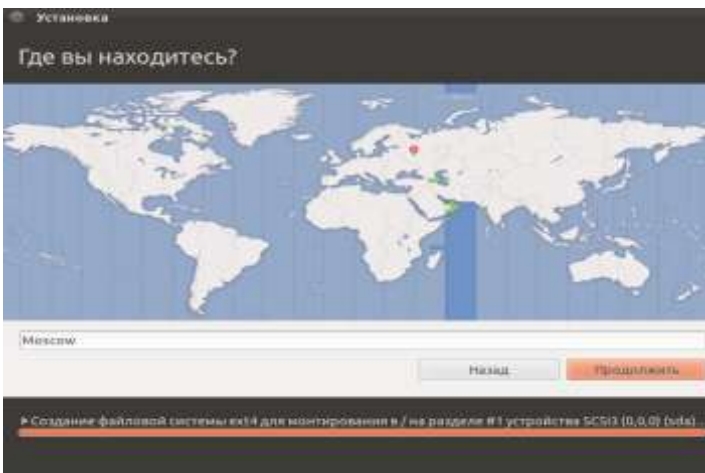 Установка
Где вы находитесь?
Moscow
Назад
Продолжить
Создание файловой системы ext4 для монтирования в / на разделе #1 устройства SCSI3 (0,0,0) (sda)...